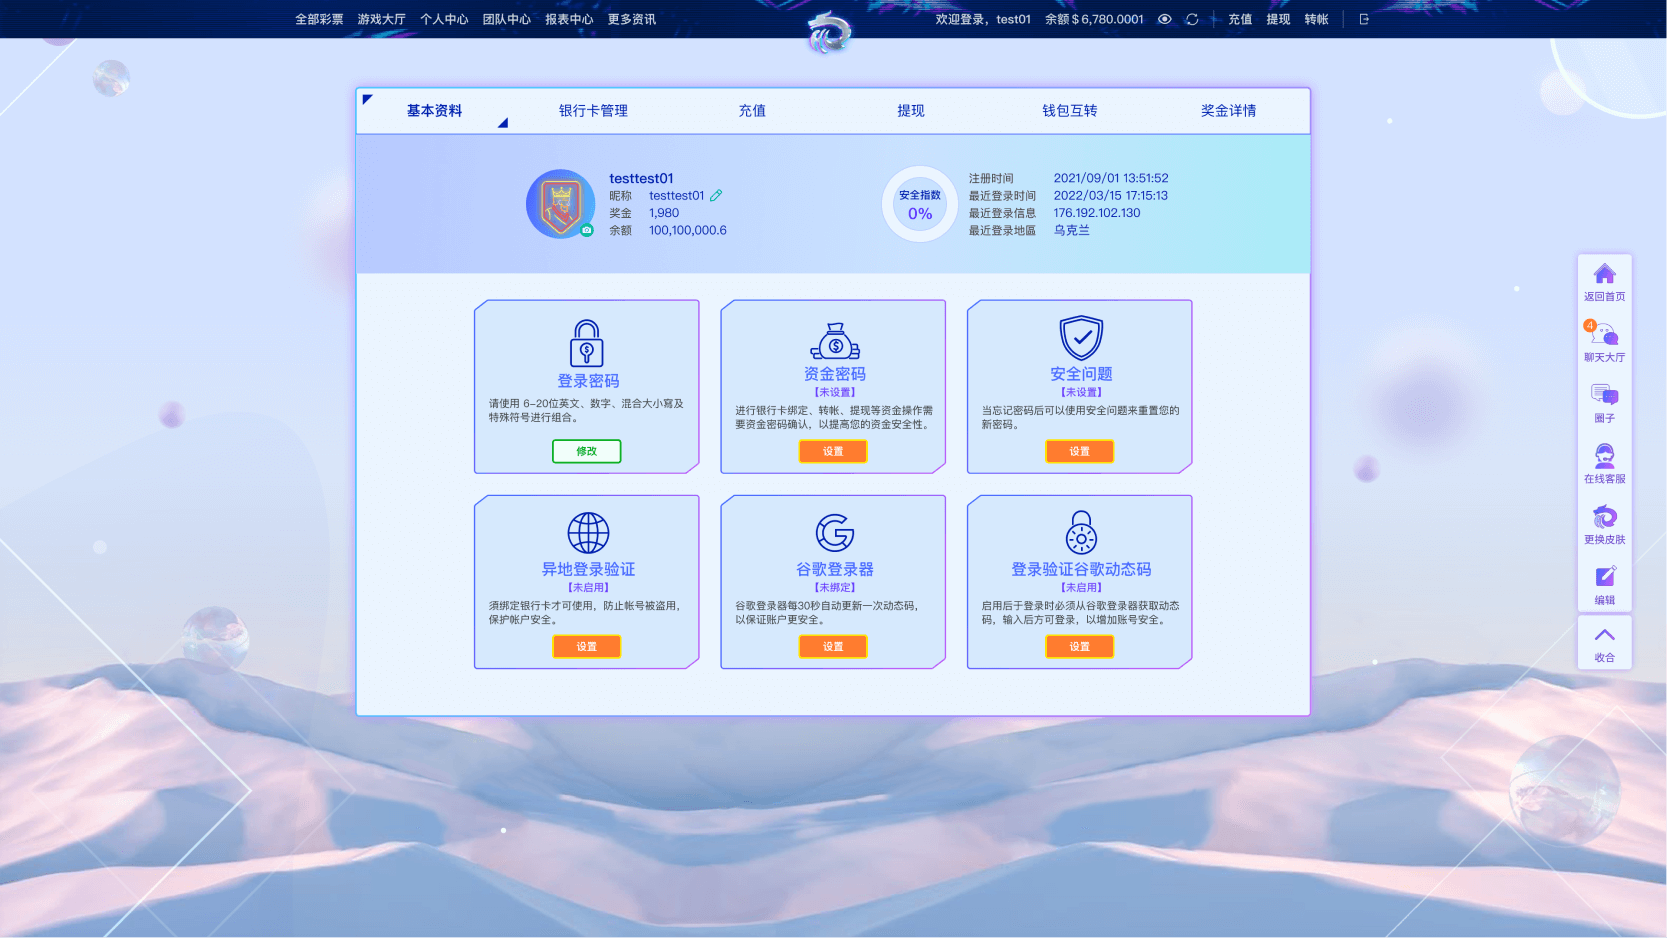 全部彩票 游戏大厅 个人中心 团队中心 报表中心 更多资讯
欢迎登录，test01 余额 $ 6,780.0001 充值 提现 转帐
基本资料 银行卡管理 充值 提现 钱包互转 奖金详情
testtest01
昵称 testtest01
奖金 1,980
余额 100,100,000.6
安全指数
0%
注册时间 2021/09/01 13:51:52
最近登录时间 2022/03/15 17:15:13
最近登录信息 176.192.102.130
最近登录地區 乌克兰
登录密码
请使用 6-20位英文、数字、混合大小寫及
特殊符号进行组合。
修改
资金密码
【未设置】
进行银行卡绑定、转帐、提现等资金操作需
要资金密码确认，以提高您的资金安全性。
设置
安全问题
【未设置】
当忘记密码后可以使用安全问题来重置您的
新密码。
设置
异地登录验证
【未启用】
須绑定银行卡才可使用，防止帐号被盗用，
保护帐户安全。
设置
谷歌登录器
【未绑定】
谷歌登录器每30秒自动更新一次动态码，
以保证账户更安全。
设置
登录验证谷歌动态码
【未启用】
启用后于登录时必须从谷歌登录器获取动态
码，输入后方可登录，以增加账号安全。
设置
返回首页
4
聊天大厅
圈子
在线客服
更换皮肤
编辑
收合